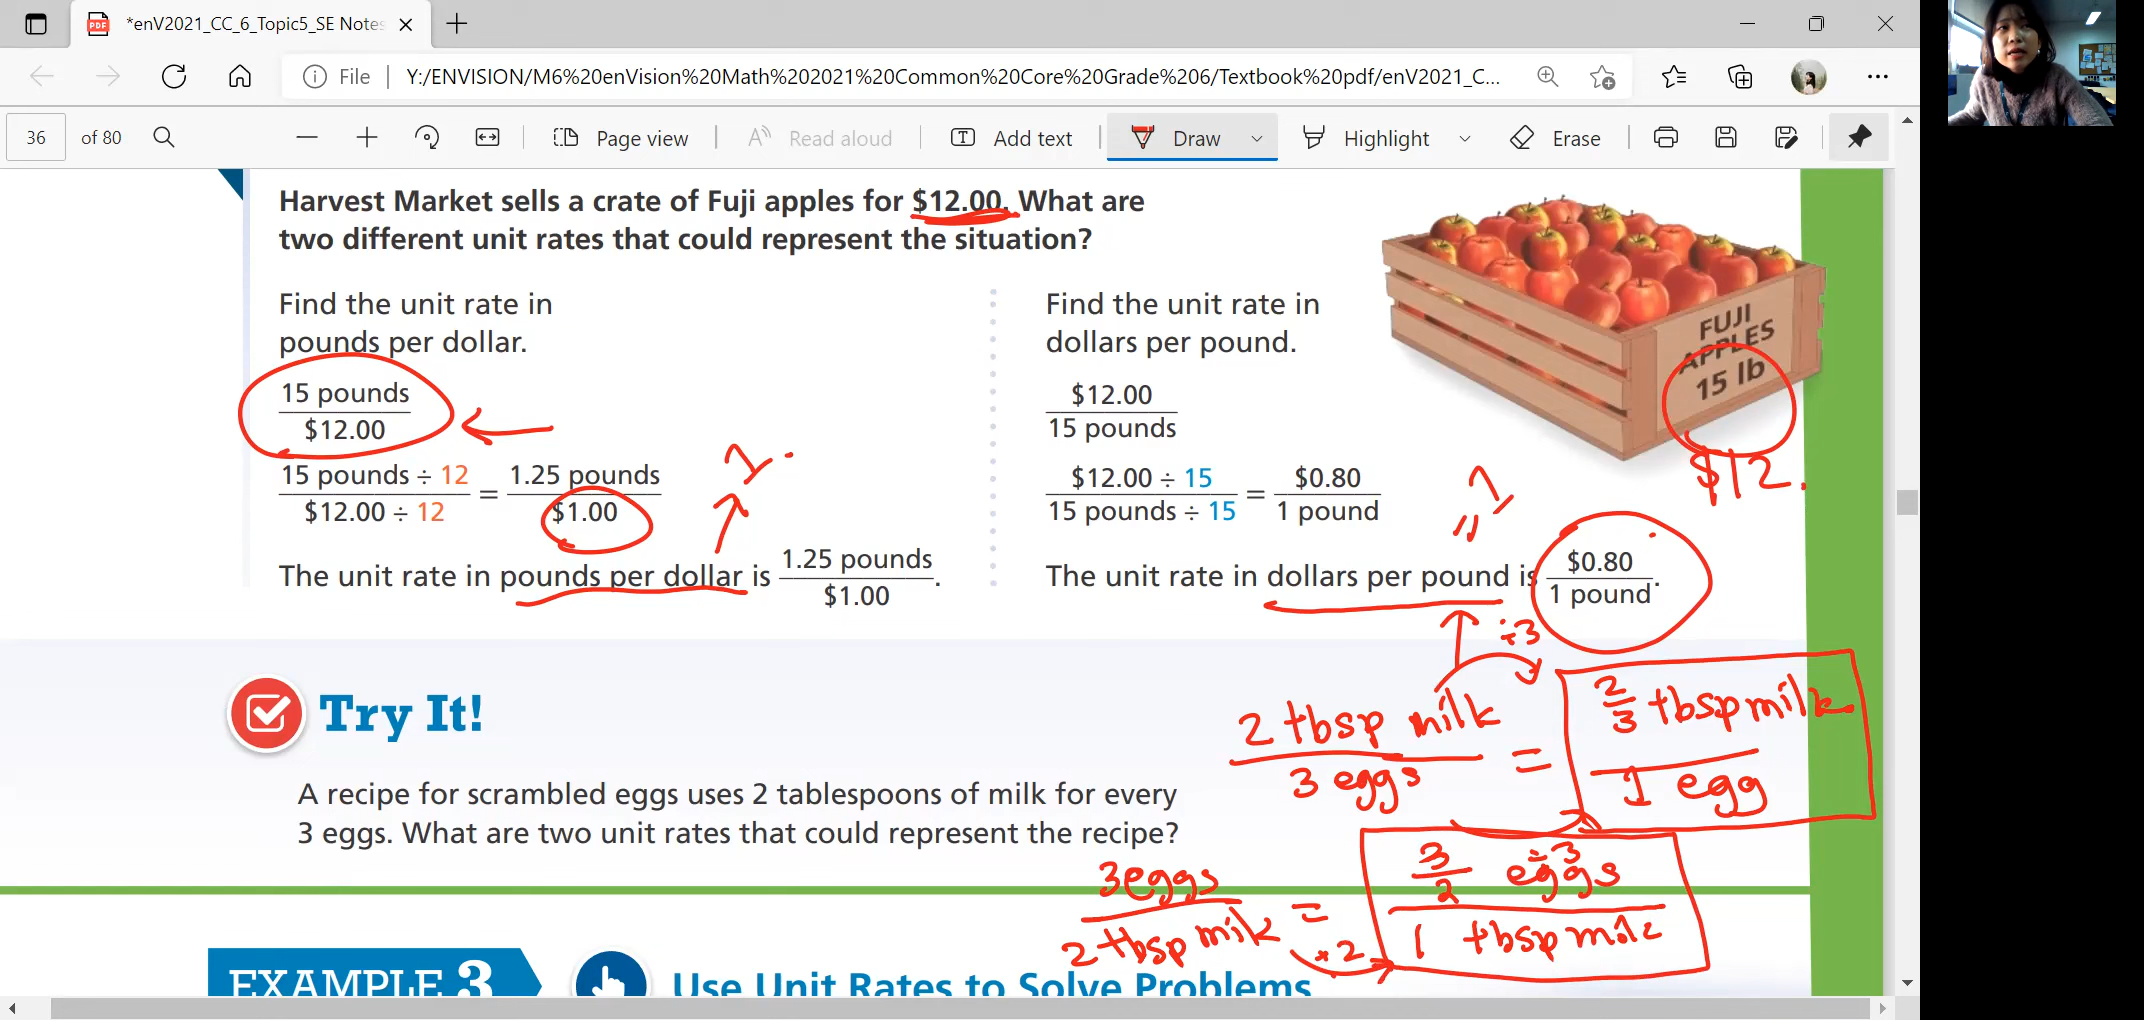 *enV2021_CC_6_Topic5_SE Notes
File Y:/ENVISION/M6%20enVision%20Math%202021%20Common%20Core%20Grade%206/Textbook%20pdf/enV2021_C...
36 of 80 Page view Read aloud Add text Draw Highlight Erase
Harvest Market sells a crate of Fuji apples for $12.00. What are
two different unit rates that could represent the situation?
FUJI
APPLES
15 lb
$12.
Find the unit rate in
pounds per dollar.
15 pounds
$12.00
15 pounds ÷ 12 = 1.25 pounds
$12.00 ÷ 12 $1.00
1.
The unit rate in pounds per dollar is 1.25 pounds
$1.00.
Find the unit rate in
dollars per pound.
$12.00
15 pounds
$12.00 ÷ 15 = $0.80
15 pounds ÷ 15 1 pound
1
The unit rate in dollars per pound is $0.80
1 pound.
Try It!
A recipe for scrambled eggs uses 2 tablespoons of milk for every
3 eggs. What are two unit rates that could represent the recipe?
÷3
2 tbsp milk = 2/3 tbsp milk
3 eggs 1 egg
÷3
3 eggs = 3/2 eggs
2 tbsp milk 1 tbsp milk
÷2
EXAMPLE 3 Use Unit Rates to Solve Problems